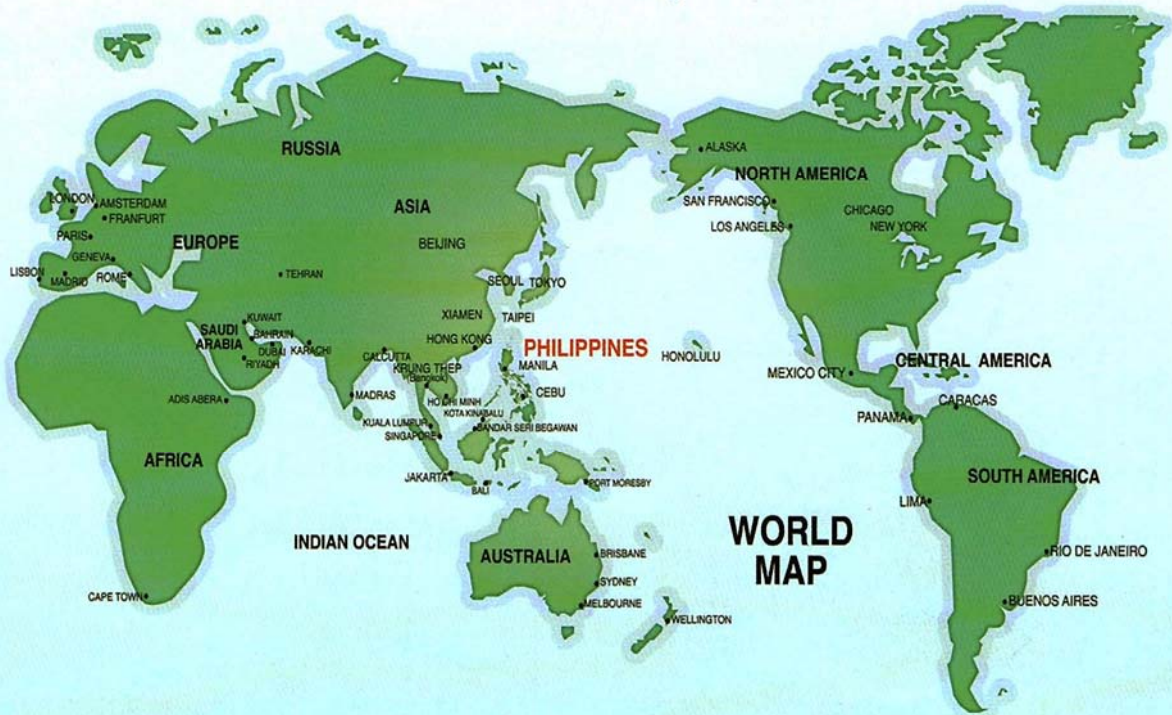 RUSSIA
ALASKA
NORTH AMERICA
LONDON
AMSTERDAM
FRANFURT
ASIA
SAN FRANCISCO
CHICAGO
LOS ANGELES
NEW YORK
PARIS
EUROPE
BEIJING
GENEVA
LISBON
MADRID
ROME
TEHRAN
SEOUL
TOKYO
KUWAIT
XIAMEN
TAIPEI
SAUDI
ARABIA
BAHRAIN
DUBAI
RIYADH
KARACHI
HONG KONG
CALCUTTA
PHILIPPINES
HONOLULU
KRUNG THEP
(Bangkok)
MANILA
MEXICO CITY
CENTRAL AMERICA
ADIS ABERA
MADRAS
HO CHI MINH
CEBU
CARACAS
KOTA KINABALU
PANAMA
KUALA LUMPUR
BANDAR SERI BEGAWAN
SINGAPORE
AFRICA
JAKARTA
BALI
PORT MORESBY
SOUTH AMERICA
LIMA
INDIAN OCEAN
AUSTRALIA
BRISBANE
WORLD
MAP
RIO DE JANEIRO
SYDNEY
CAPE TOWN
MELBOURNE
BUENOS AIRES
WELLINGTON